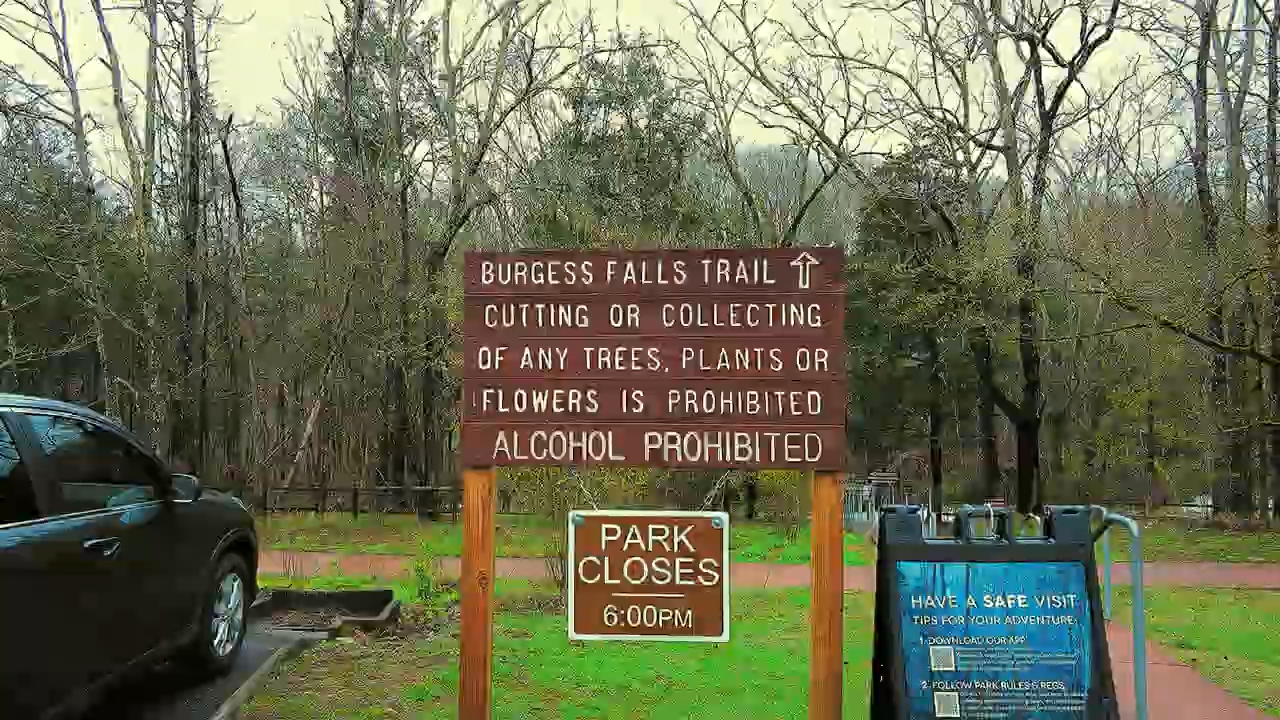 BURGESS FALLS TRAIL ⇧
CUTTING OR COLLECTING
OF ANY TREES, PLANTS OR
FLOWERS IS PROHIBITED
ALCOHOL PROHIBITED
PARK
CLOSES
6:00PM
HAVE A SAFE VISIT
TIPS FOR YOUR ADVENTURE:
1. DOWNLOAD OUR APP
2. FOLLOW PARK RULES & REGS